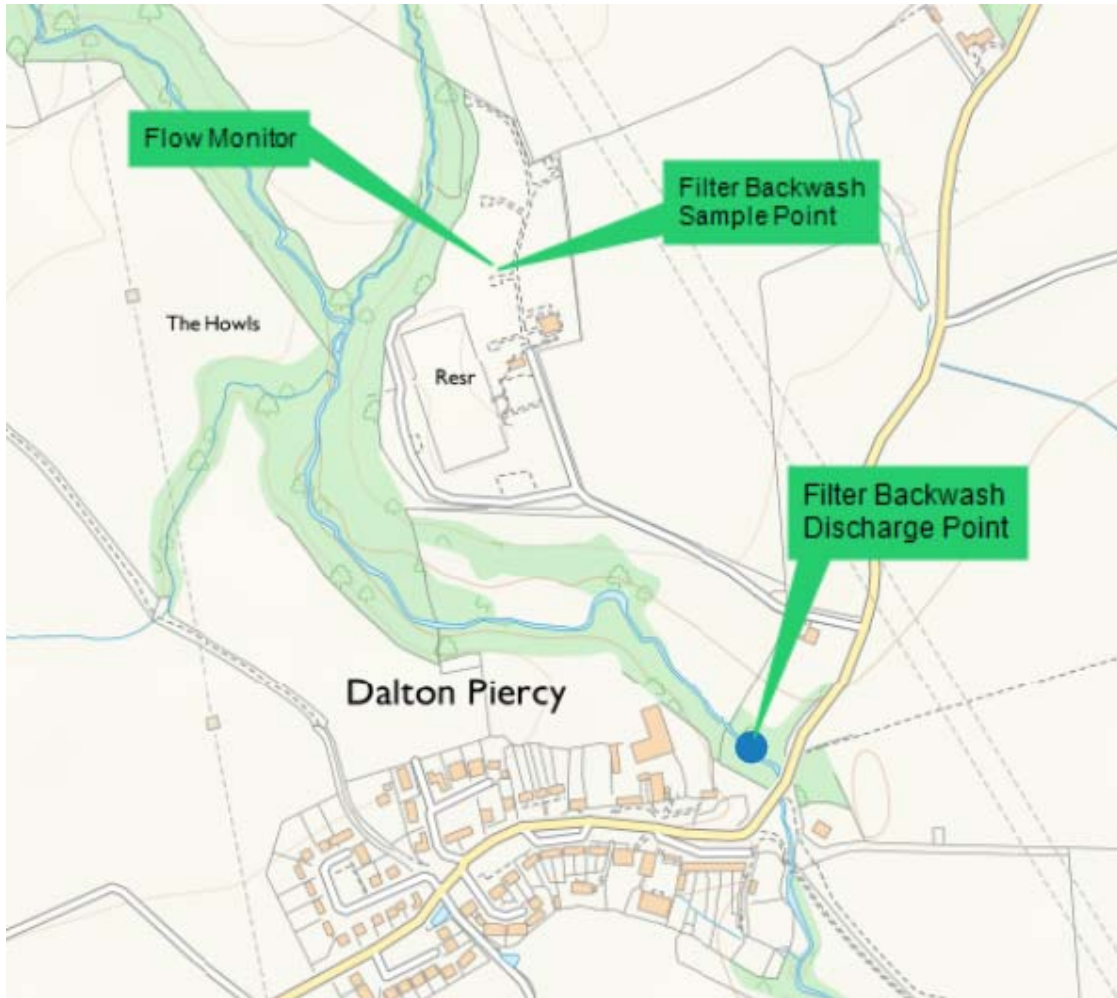 Flow Monitor
Filter Backwash
Sample Point
The Howls
Resr
Filter Backwash
Discharge Point
Dalton Piercy